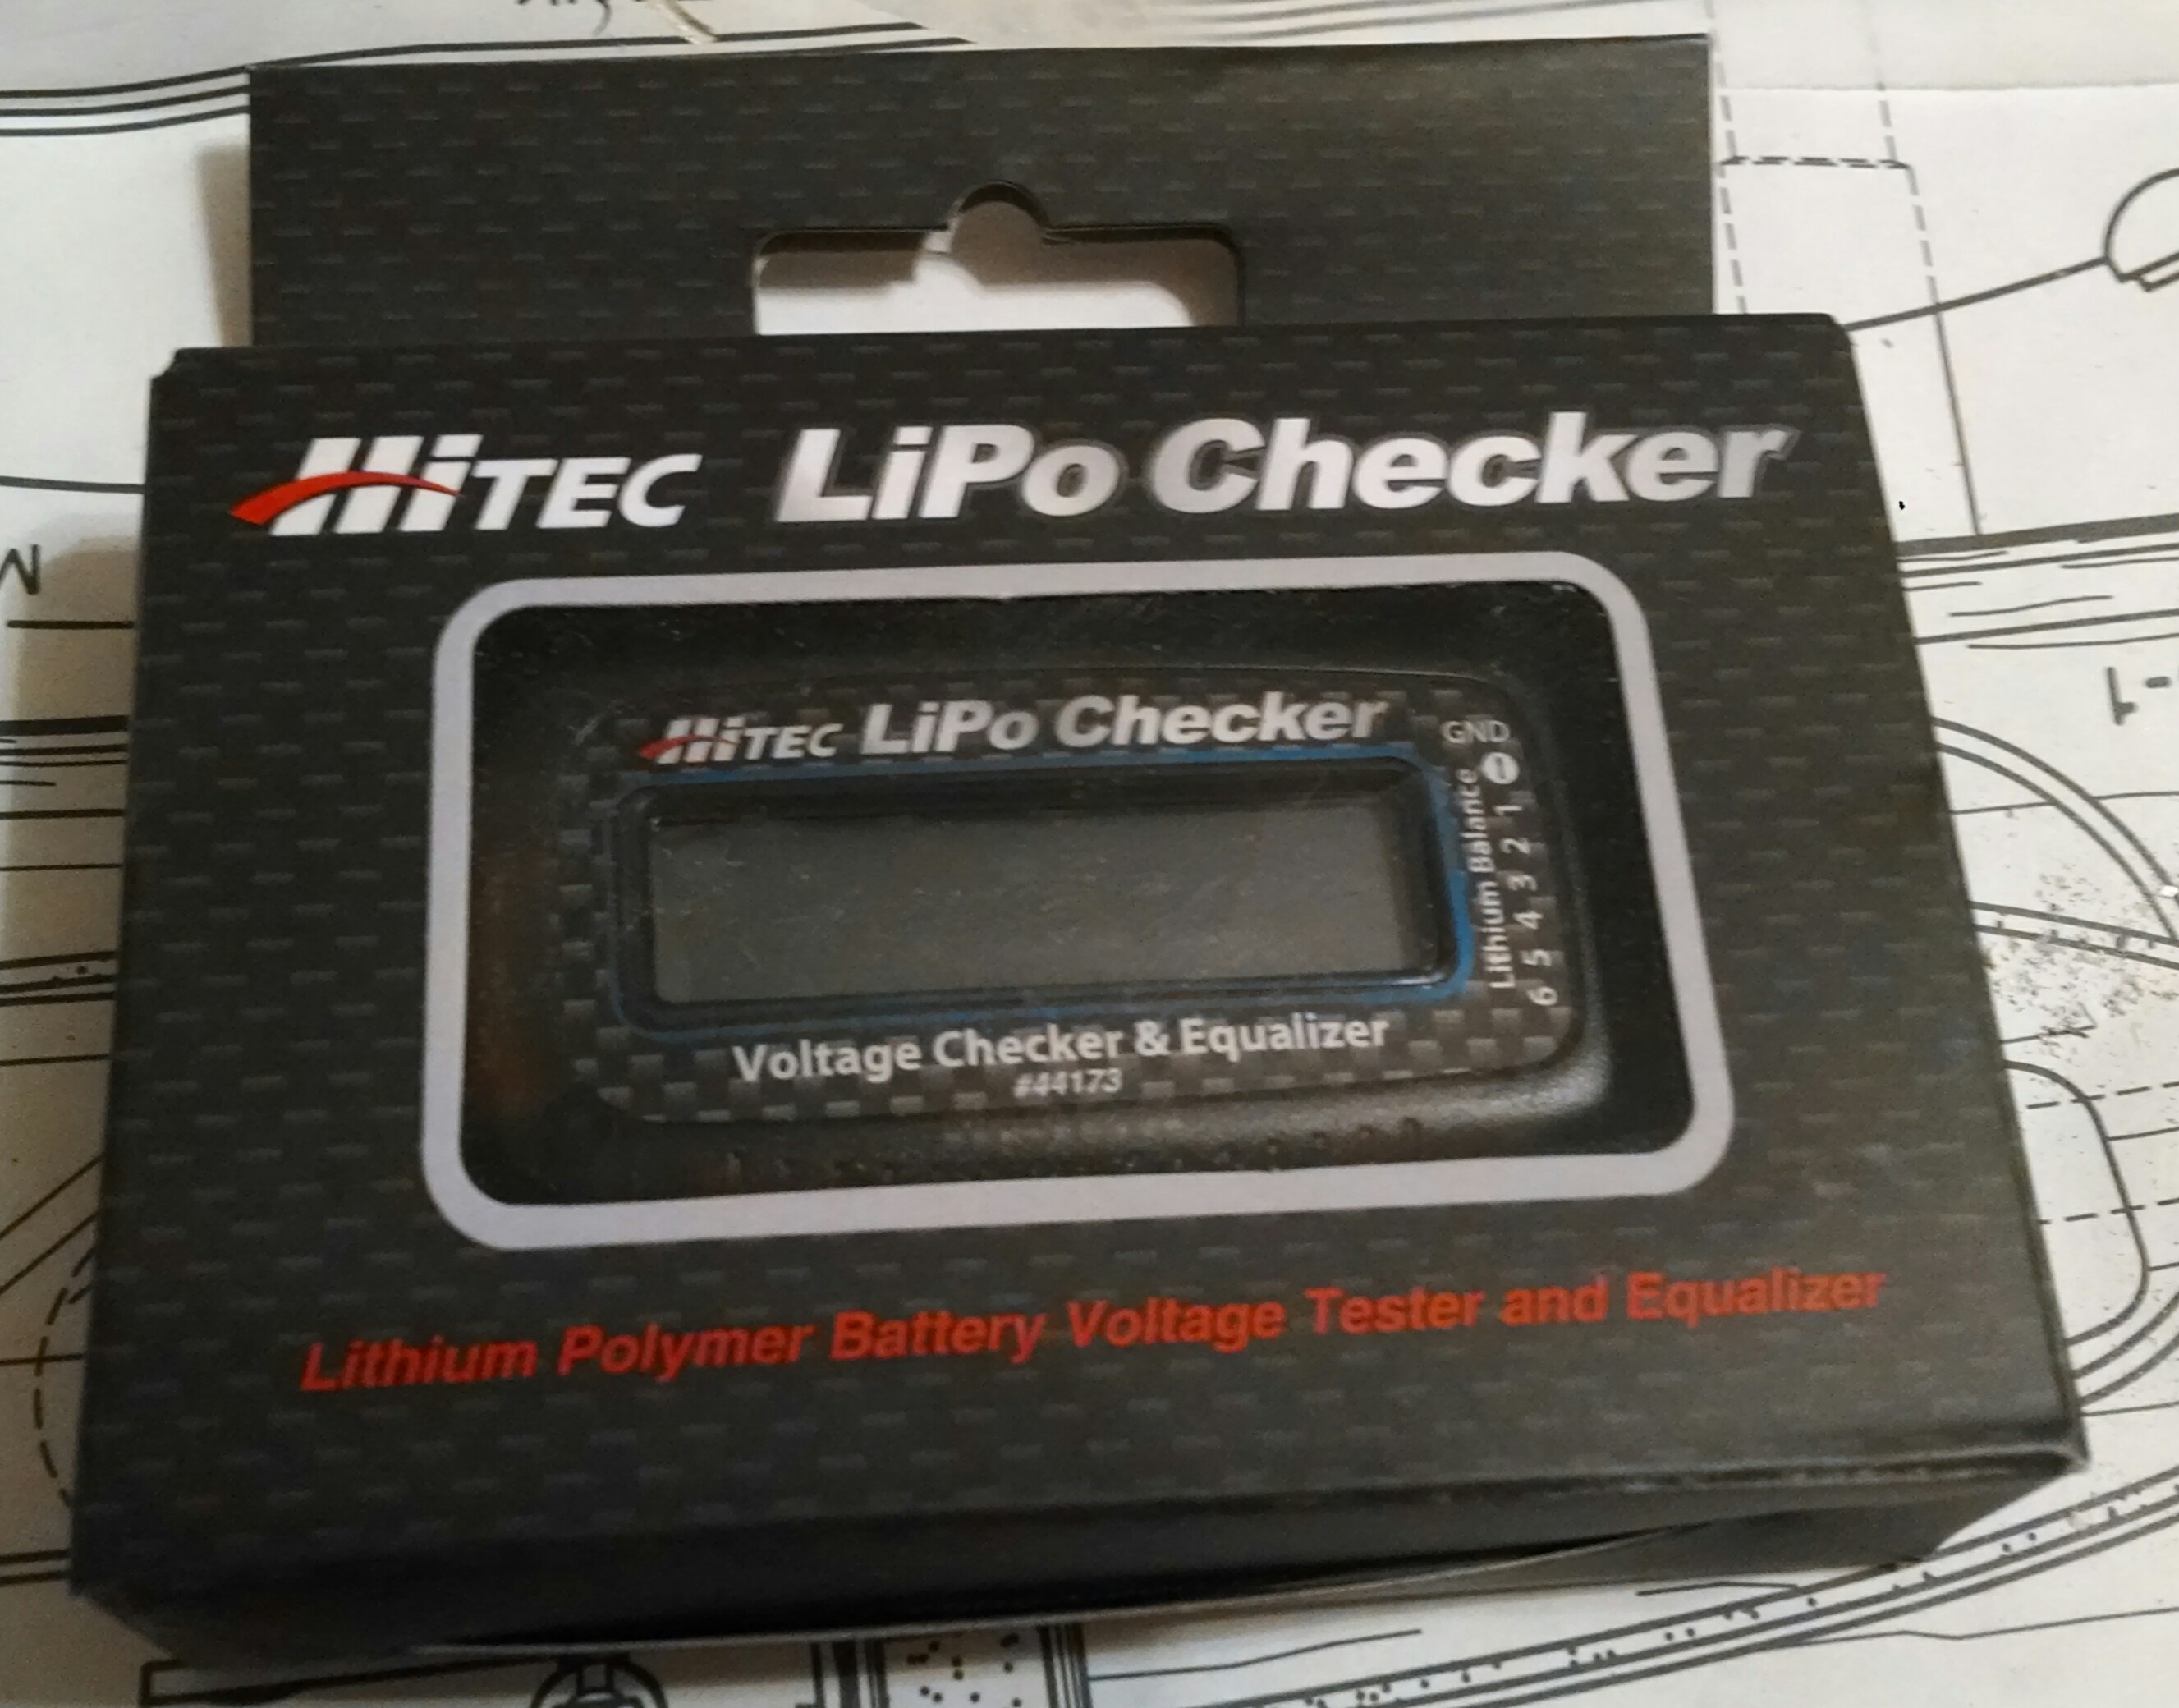 HiTEC LiPo Checker
HiTEC LiPo Checker
GND
Lithium Balance
1 2 3 4 5 6
Voltage Checker & Equalizer
#44173
Lithium Polymer Battery Voltage Tester and Equalizer